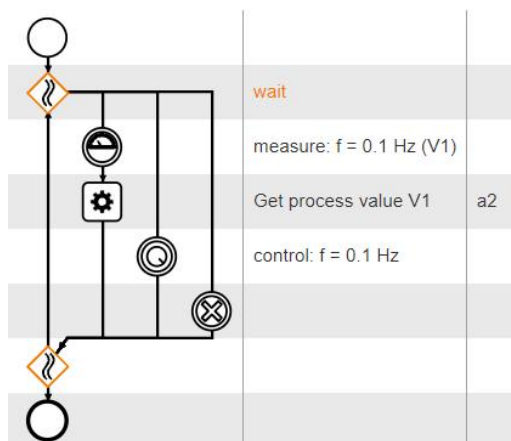 wait
measure: f = 0.1 Hz (V1)
Get process value V1 a2
control: f = 0.1 Hz